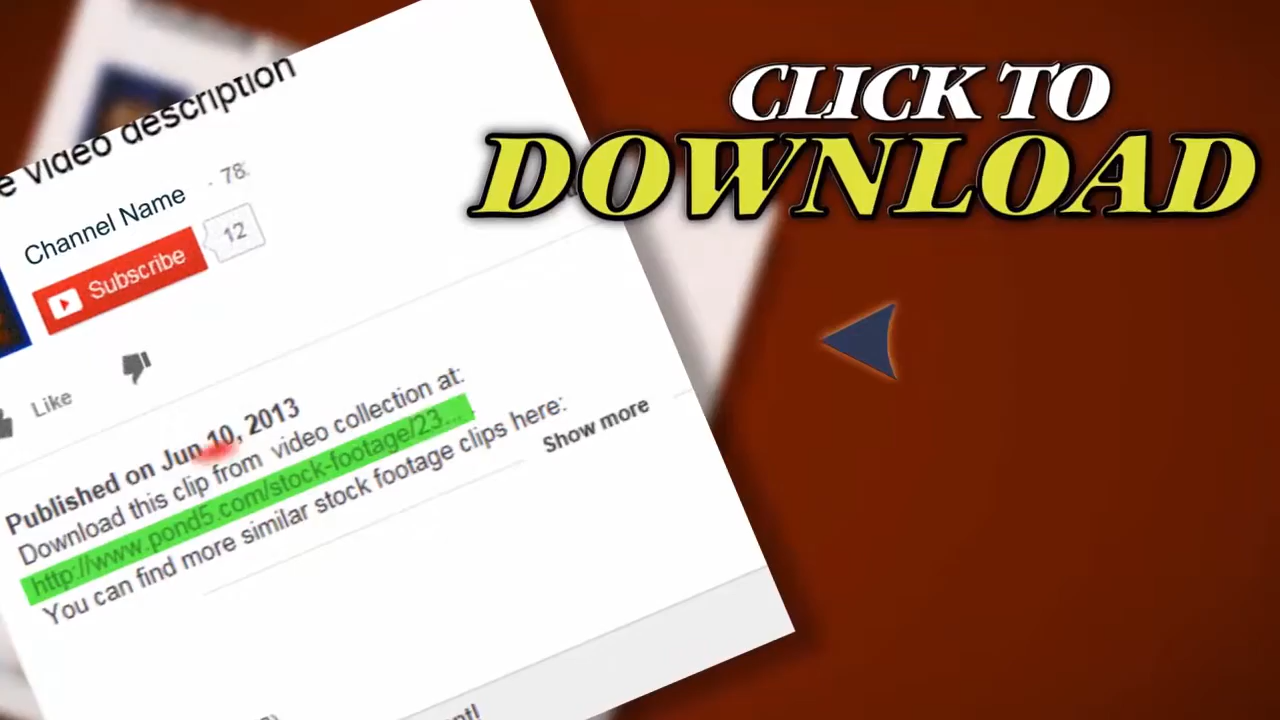 CLICK TO
DOWNLOAD
e video description
Channel Name
Subscribe
12
Like
Published on Jun 10, 2013
Download this clip from video collection at:
http://www.pond5.com/stock-footage/23...
You can find more similar stock footage clips here:
Show more